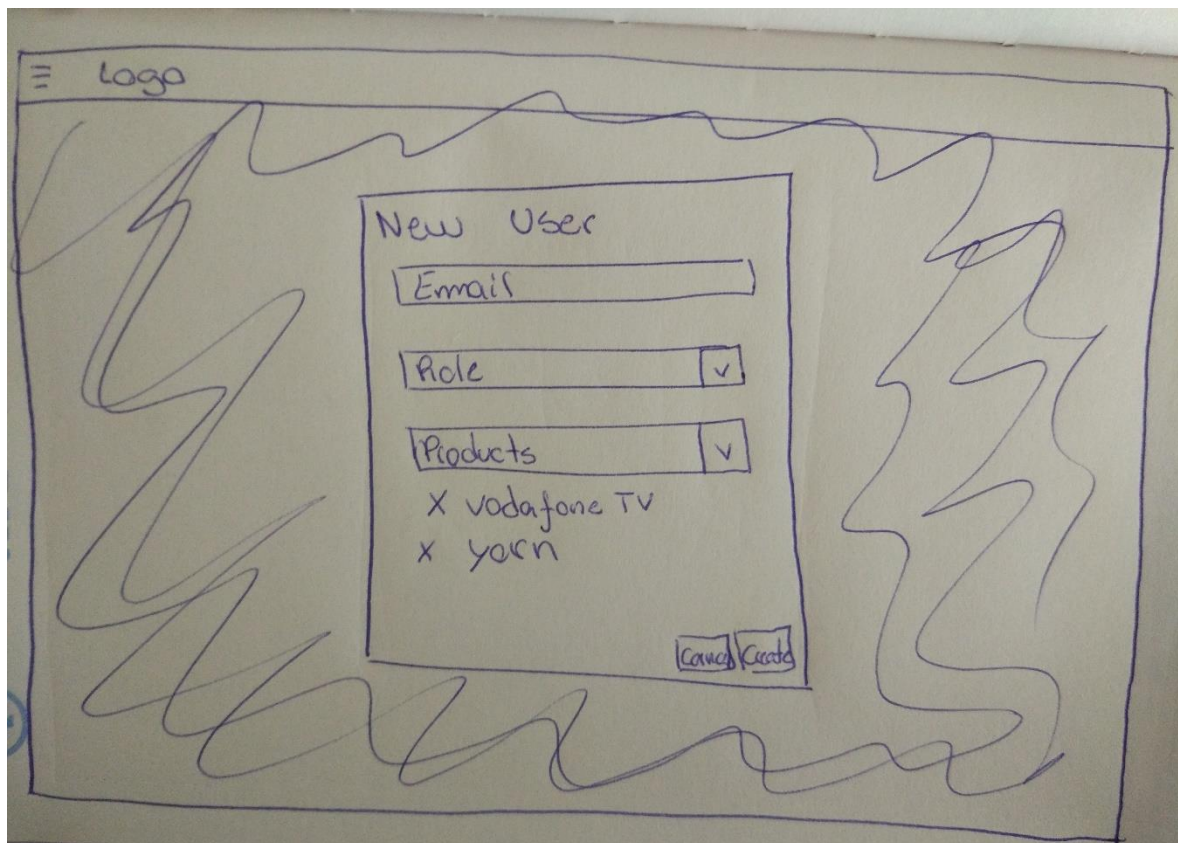 Logo
New User
Email
Role
v
Products
v
X vodafone TV
x yorn
Cancel Create